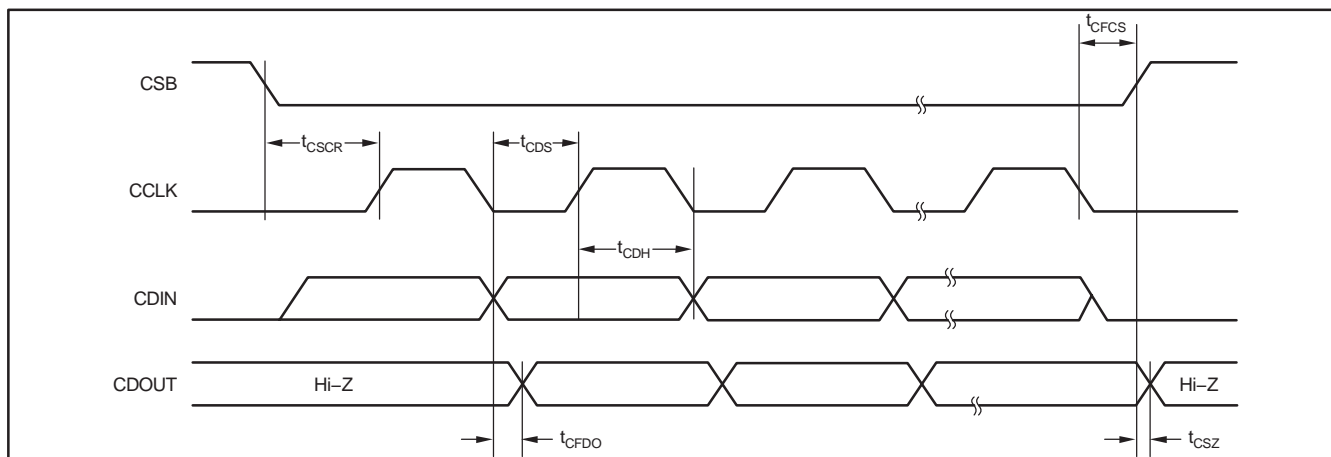 tCFCS
CSB
tCSCR
tCDS
CCLK
tCDH
CDIN
CDOUT
Hi–Z
Hi–Z
tCFDO
tCSZ